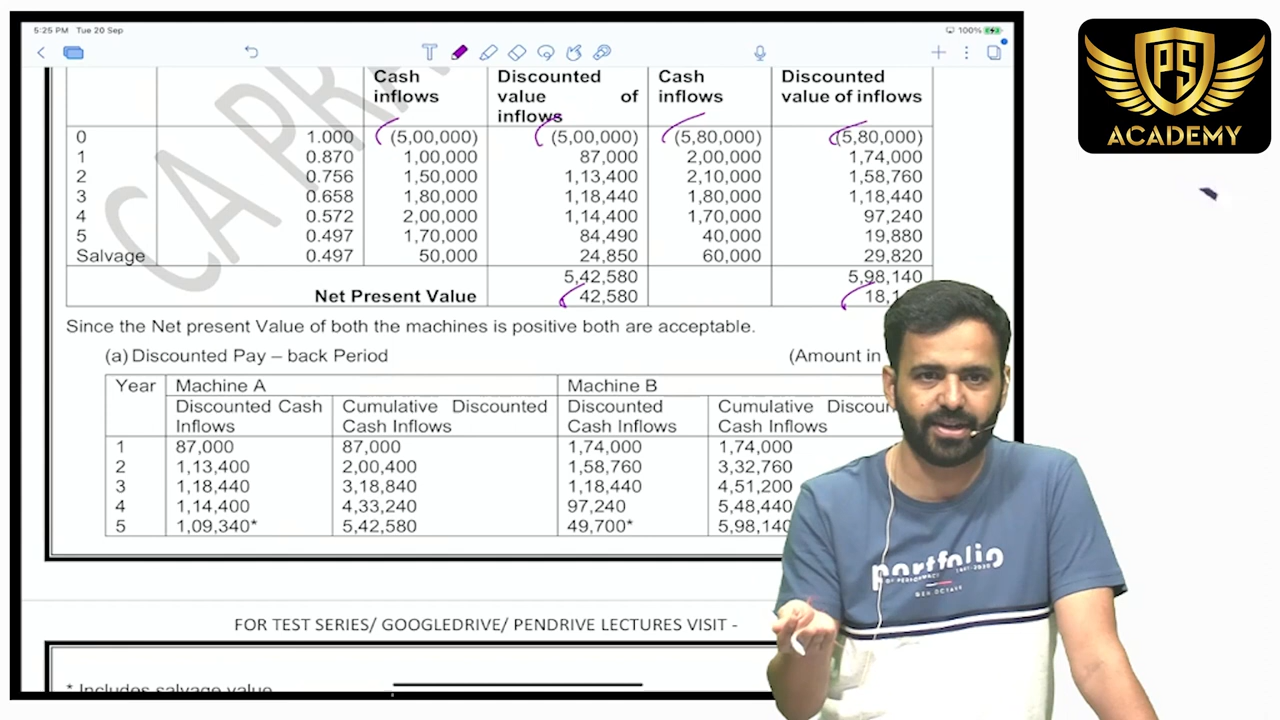 5:25 PM Tue 20 Sep
100%
PS
ACADEMY
CA PRA
Cash inflows Discounted value of inflows Cash inflows Discounted value of inflows
0 1.000 (5,00,000) (5,00,000) (5,80,000) (5,80,000)
1 0.870 1,00,000 87,000 2,00,000 1,74,000
2 0.756 1,50,000 1,13,400 2,10,000 1,58,760
3 0.658 1,80,000 1,18,440 1,80,000 1,18,440
4 0.572 2,00,000 1,14,400 1,70,000 97,240
5 0.497 1,70,000 84,490 40,000 19,880
Salvage 0.497 50,000 24,850 60,000 29,820
5,42,580 5,98,140
Net Present Value 42,580 18,1
Since the Net present Value of both the machines is positive both are acceptable.
(a) Discounted Pay – back Period (Amount in
Year Machine A Machine B
Discounted Cash Inflows Cumulative Discounted Cash Inflows Discounted Cash Inflows Cumulative Discoun Cash Inflows
1 87,000 87,000 1,74,000 1,74,000
2 1,13,400 2,00,400 1,58,760 3,32,760
3 1,18,440 3,18,840 1,18,440 4,51,200
4 1,14,400 4,33,240 97,240 5,48,440
5 1,09,340* 5,42,580 49,700* 5,98,140
FOR TEST SERIES/ GOOGLEDRIVE/ PENDRIVE LECTURES VISIT -
* Includes salvage value
portfolio